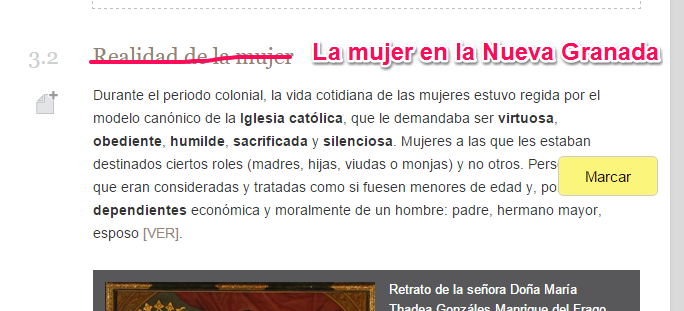 3.2 Realidad de la mujer La mujer en la Nueva Granada
Durante el periodo colonial, la vida cotidiana de las mujeres estuvo regida por el
modelo canónico de la Iglesia católica, que le demandaba ser virtuosa,
obediente, humilde, sacrificada y silenciosa. Mujeres a las que les estaban
destinados ciertos roles (madres, hijas, viudas o monjas) y no otros.
Marcar
que eran consideradas y tratadas como si fuesen menores de edad y,
dependientes económica y moralmente de un hombre: padre, hermano mayor,
esposo [VER].
Retrato de la señora Doña María
Thadea Gonzáles Manrique del Frago